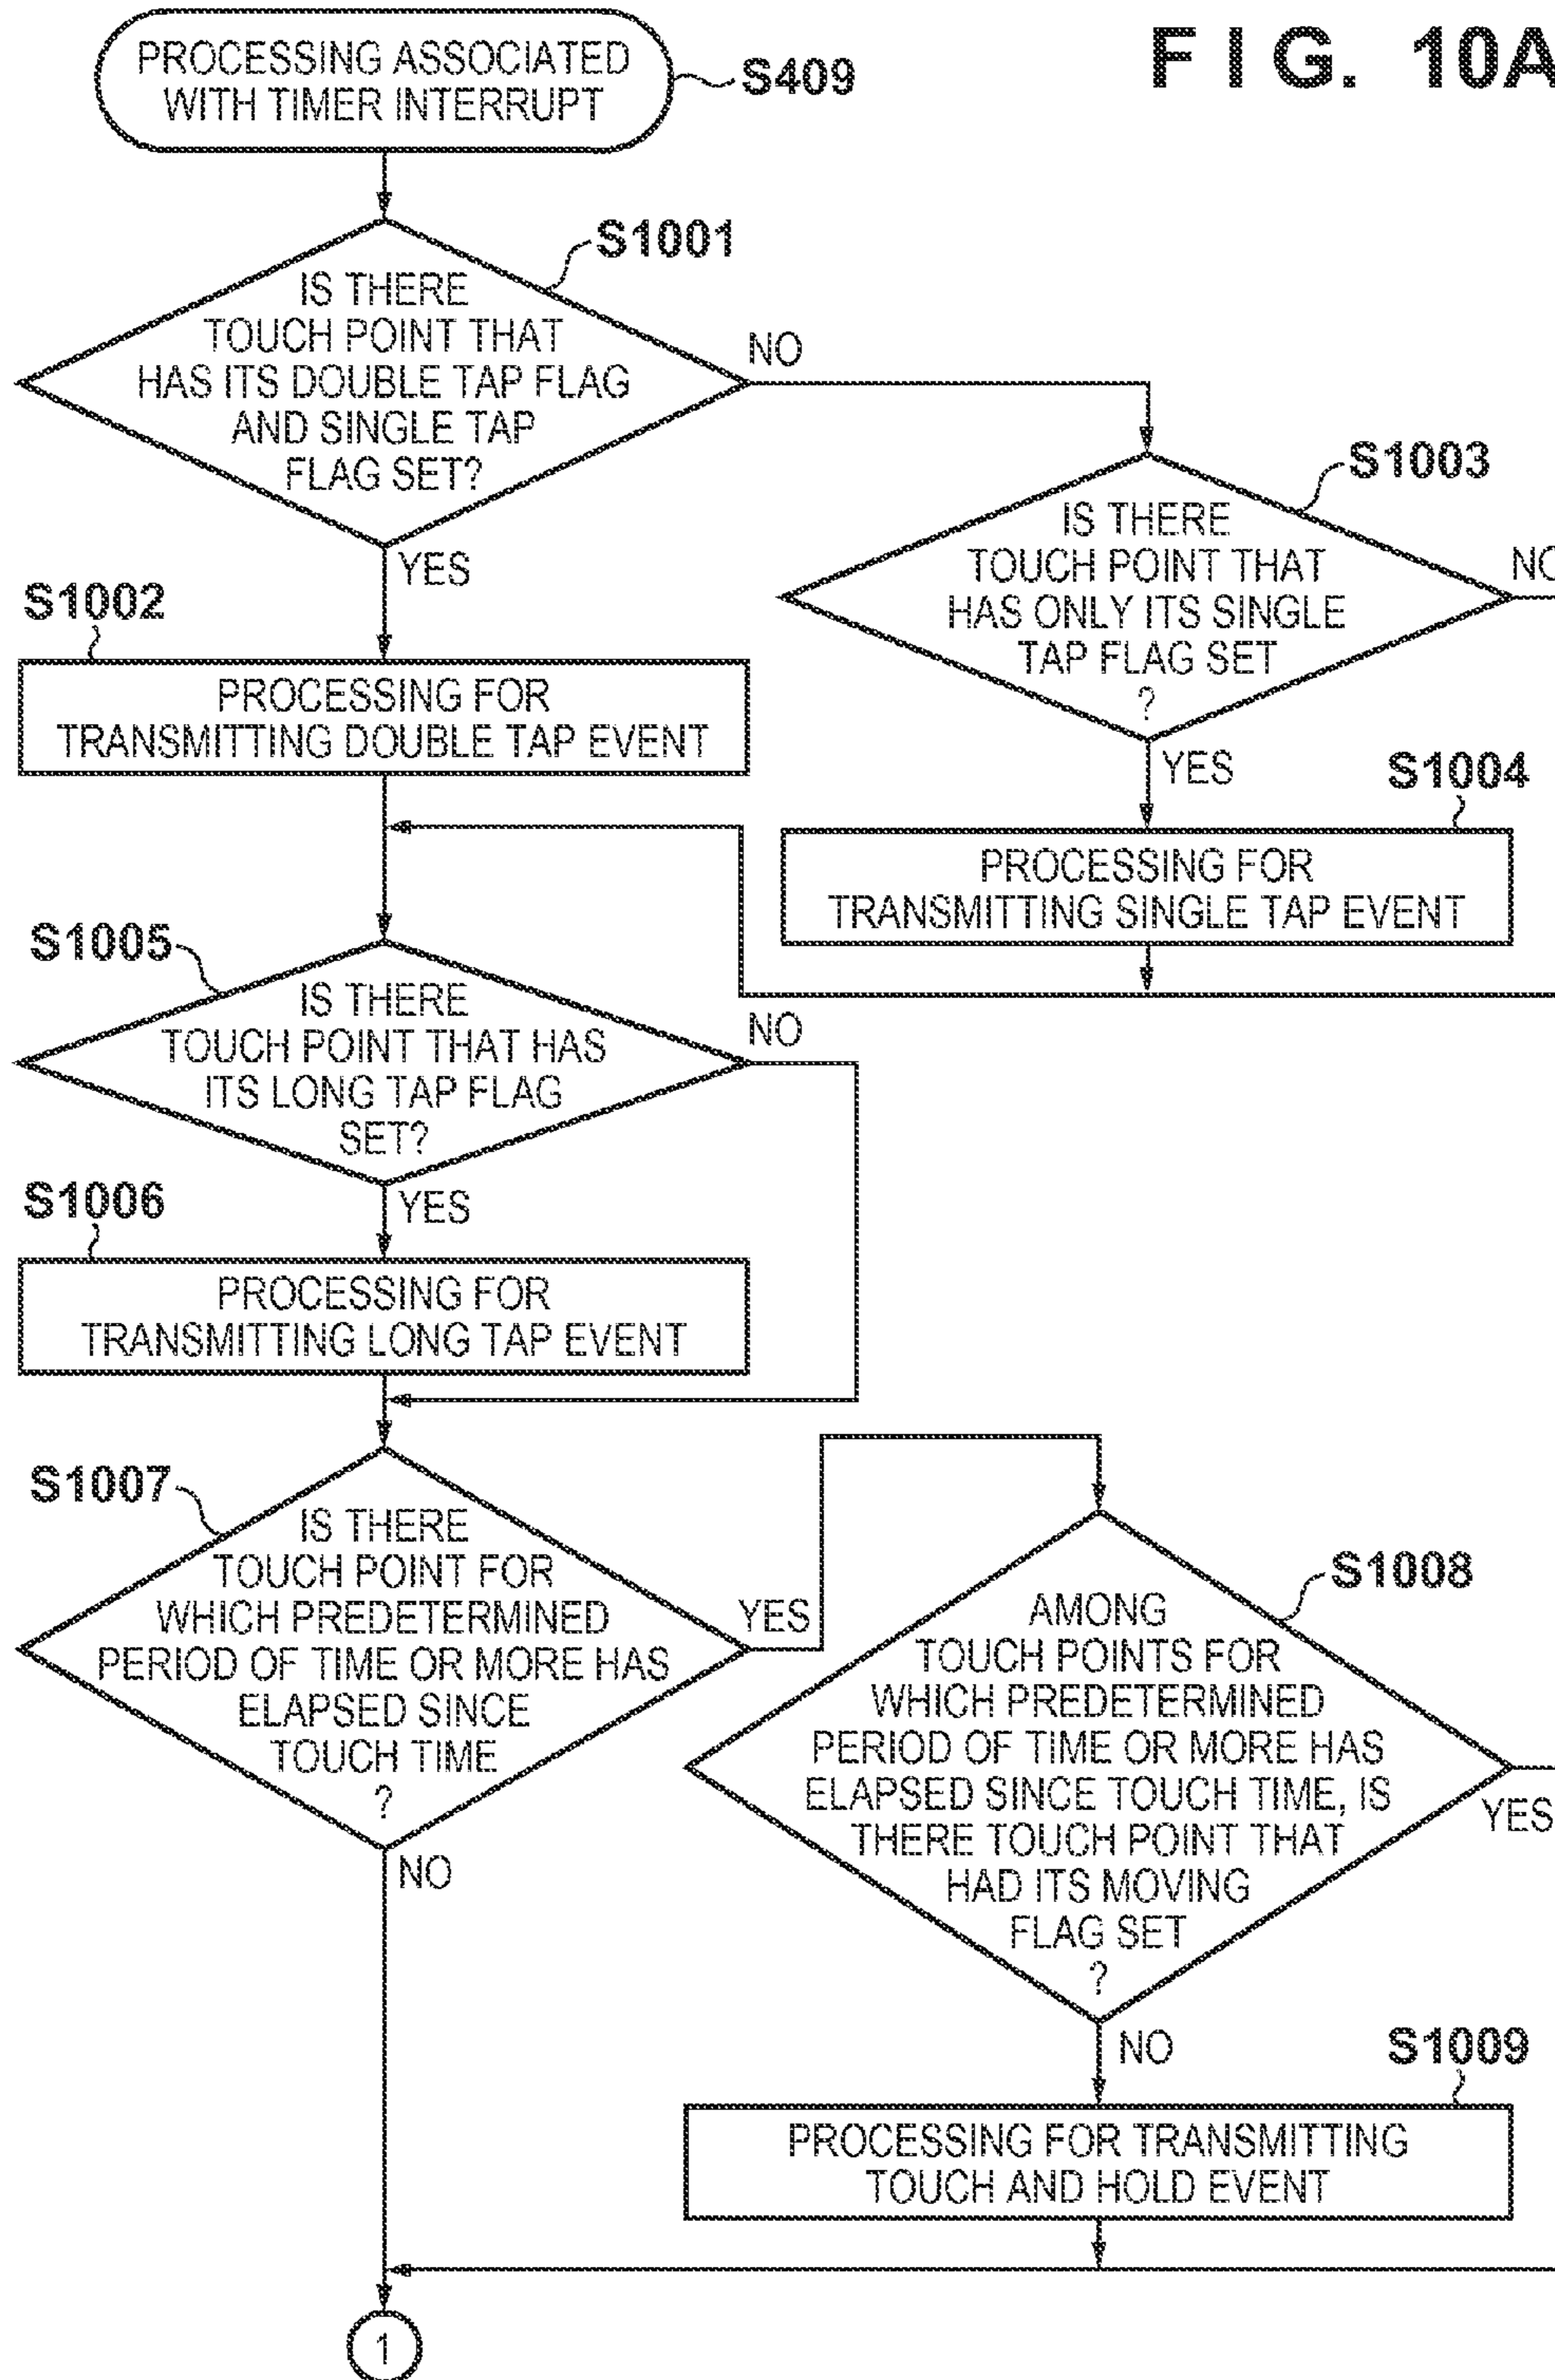 F I G. 10A
PROCESSING ASSOCIATED
WITH TIMER INTERRUPT
S409
S1001
IS THERE
TOUCH POINT THAT
HAS ITS DOUBLE TAP FLAG
AND SINGLE TAP
FLAG SET?
NO
YES
S1003
IS THERE
TOUCH POINT THAT
HAS ONLY ITS SINGLE
TAP FLAG SET
?
NO
YES
S1002
PROCESSING FOR
TRANSMITTING DOUBLE TAP EVENT
S1004
PROCESSING FOR
TRANSMITTING SINGLE TAP EVENT
S1005
IS THERE
TOUCH POINT THAT HAS
ITS LONG TAP FLAG
SET?
NO
YES
S1006
PROCESSING FOR
TRANSMITTING LONG TAP EVENT
S1007
IS THERE
TOUCH POINT FOR
WHICH PREDETERMINED
PERIOD OF TIME OR MORE HAS
ELAPSED SINCE
TOUCH TIME
?
YES
NO
S1008
AMONG
TOUCH POINTS FOR
WHICH PREDETERMINED
PERIOD OF TIME OR MORE HAS
ELAPSED SINCE TOUCH TIME, IS
THERE TOUCH POINT THAT
HAD ITS MOVING
FLAG SET
?
YES
NO
S1009
PROCESSING FOR TRANSMITTING
TOUCH AND HOLD EVENT
1